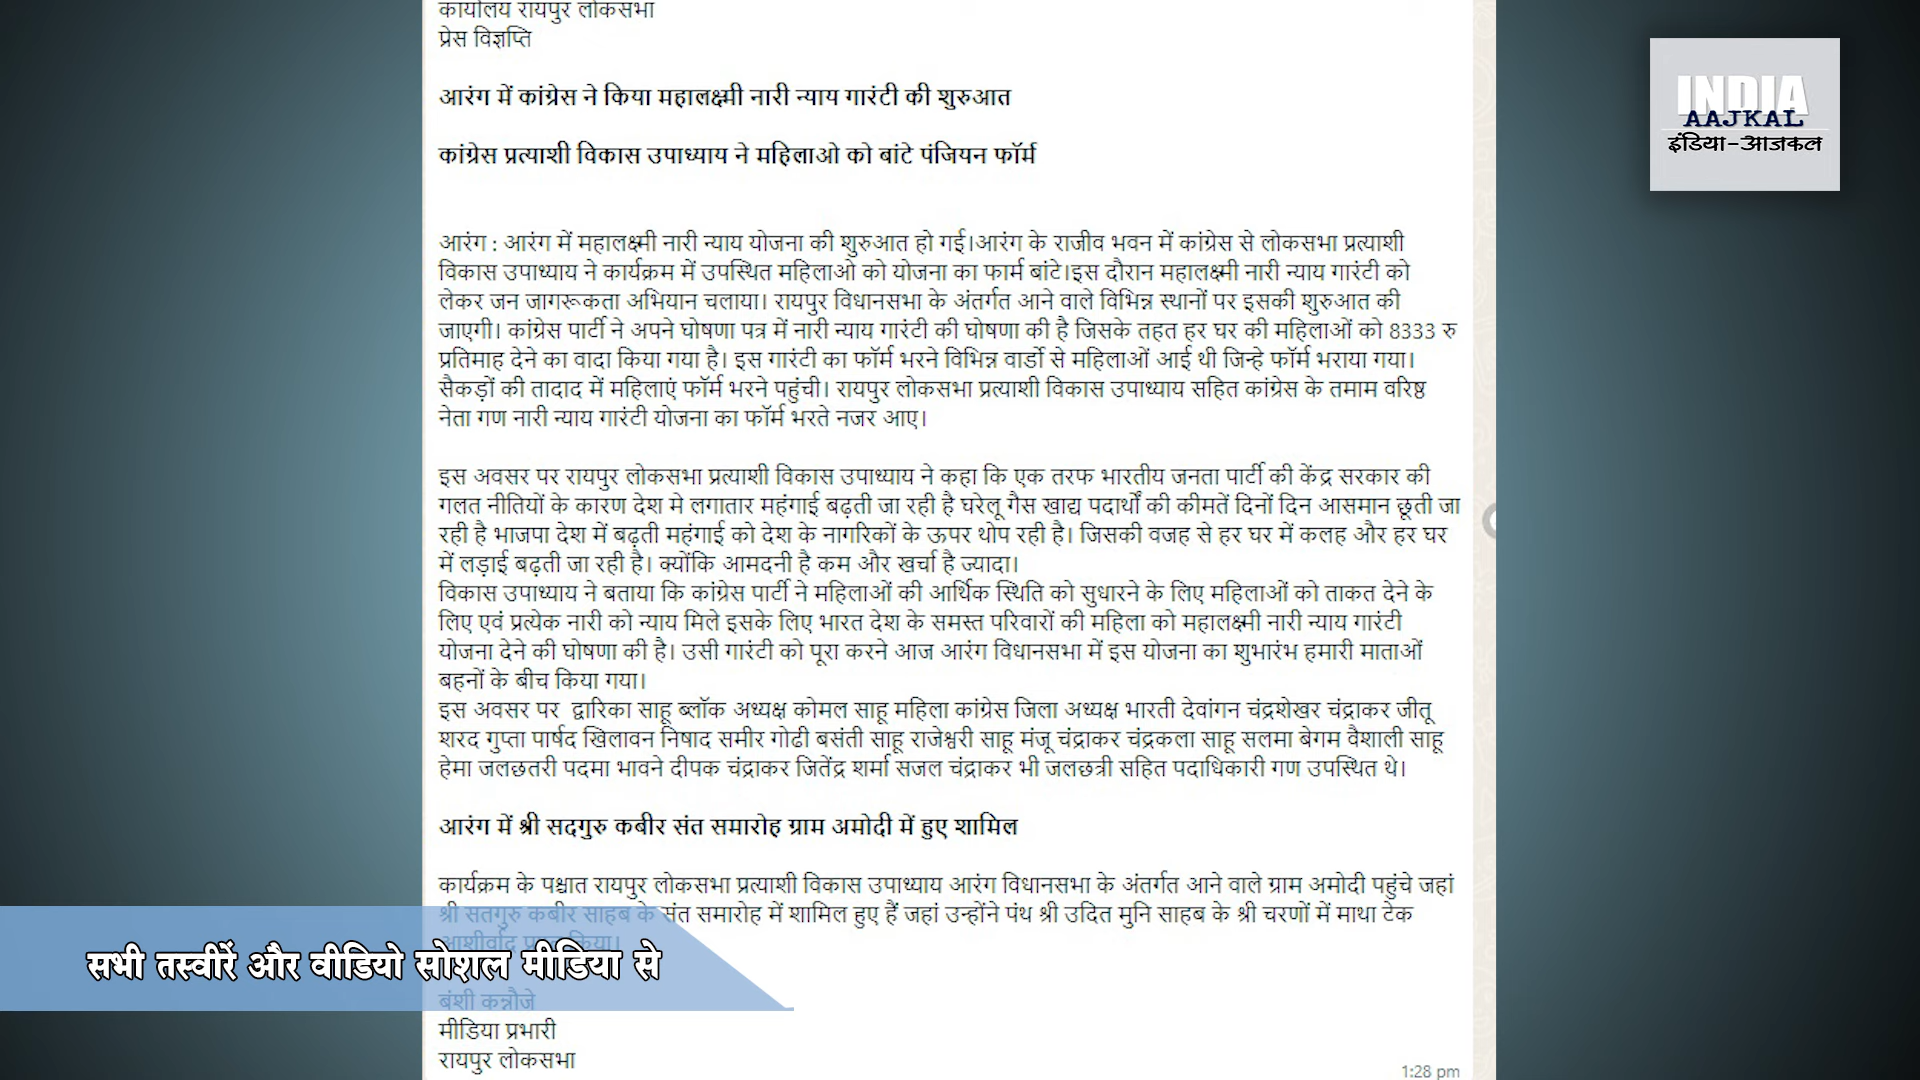 कार्यालय रायपुर लोकसभा
प्रेस विज्ञप्ति
आरंग में कांग्रेस ने किया महालक्ष्मी नारी न्याय गारंटी की शुरुआत
कांग्रेस प्रत्याशी विकास उपाध्याय ने महिलाओ को बांटे पंजियन फॉर्म
आरंग : आरंग में महालक्ष्मी नारी न्याय योजना की शुरुआत हो गई।आरंग के राजीव भवन में कांग्रेस से लोकसभा प्रत्याशी
विकास उपाध्याय ने कार्यक्रम में उपस्थित महिलाओ को योजना का फार्म बांटे।इस दौरान महालक्ष्मी नारी न्याय गारंटी को
लेकर जन जागरूकता अभियान चलाया। रायपुर विधानसभा के अंतर्गत आने वाले विभिन्न स्थानों पर इसकी शुरुआत की
जाएगी। कांग्रेस पार्टी ने अपने घोषणा पत्र में नारी न्याय गारंटी की घोषणा की है जिसके तहत हर घर की महिलाओं को 8333 रु
प्रतिमाह देने का वादा किया गया है। इस गारंटी का फॉर्म भरने विभिन्न वार्डो से महिलाओं आई थी जिन्हे फॉर्म भराया गया।
सैकड़ों की तादाद में महिलाएं फॉर्म भरने पहुंची। रायपुर लोकसभा प्रत्याशी विकास उपाध्याय सहित कांग्रेस के तमाम वरिष्ठ
नेता गण नारी न्याय गारंटी योजना का फॉर्म भरते नजर आए।
इस अवसर पर रायपुर लोकसभा प्रत्याशी विकास उपाध्याय ने कहा कि एक तरफ भारतीय जनता पार्टी की केंद्र सरकार की
गलत नीतियों के कारण देश मे लगातार महंगाई बढ़ती जा रही है घरेलू गैस खाद्य पदार्थों की कीमतें दिनों दिन आसमान छूती जा
रही है भाजपा देश में बढ़ती महंगाई को देश के नागरिकों के ऊपर थोप रही है। जिसकी वजह से हर घर में कलह और हर घर
में लड़ाई बढ़ती जा रही है। क्योंकि आमदनी है कम और खर्चा है ज्यादा।
विकास उपाध्याय ने बताया कि कांग्रेस पार्टी ने महिलाओं की आर्थिक स्थिति को सुधारने के लिए महिलाओं को ताकत देने के
लिए एवं प्रत्येक नारी को न्याय मिले इसके लिए भारत देश के समस्त परिवारों की महिला को महालक्ष्मी नारी न्याय गारंटी
योजना देने की घोषणा की है। उसी गारंटी को पूरा करने आज आरंग विधानसभा में इस योजना का शुभारंभ हमारी माताओं
बहनों के बीच किया गया।
इस अवसर पर द्वारिका साहू ब्लॉक अध्यक्ष कोमल साहू महिला कांग्रेस जिला अध्यक्ष भारती देवांगन चंद्रशेखर चंद्राकर जीतू
शरद गुप्ता पार्षद खिलावन निषाद समीर गोढी बसंती साहू राजेश्वरी साहू मंजू चंद्राकर चंद्रकला साहू सलमा बेगम वैशाली साहू
हेमा जलछतरी पदमा भावने दीपक चंद्राकर जितेंद्र शर्मा सजल चंद्राकर भी जलछत्री सहित पदाधिकारी गण उपस्थित थे।
आरंग में श्री सदगुरु कबीर संत समारोह ग्राम अमोदी में हुए शामिल
कार्यक्रम के पश्चात रायपुर लोकसभा प्रत्याशी विकास उपाध्याय आरंग विधानसभा के अंतर्गत आने वाले ग्राम अमोदी पहुंचे जहां
श्री सतगुरु कबीर साहब के संत समारोह में शामिल हुए हैं जहां उन्होंने पंथ श्री उदित मुनि साहब के श्री चरणों में माथा टेक
आशीर्वाद किया।
बंशी कन्नौजे
मीडिया प्रभारी
रायपुर लोकसभा
1:28 pm
सभी तस्वीरें और वीडियो सोशल मीडिया से
INDIA
AAJKAL
इंडिया-आजकल